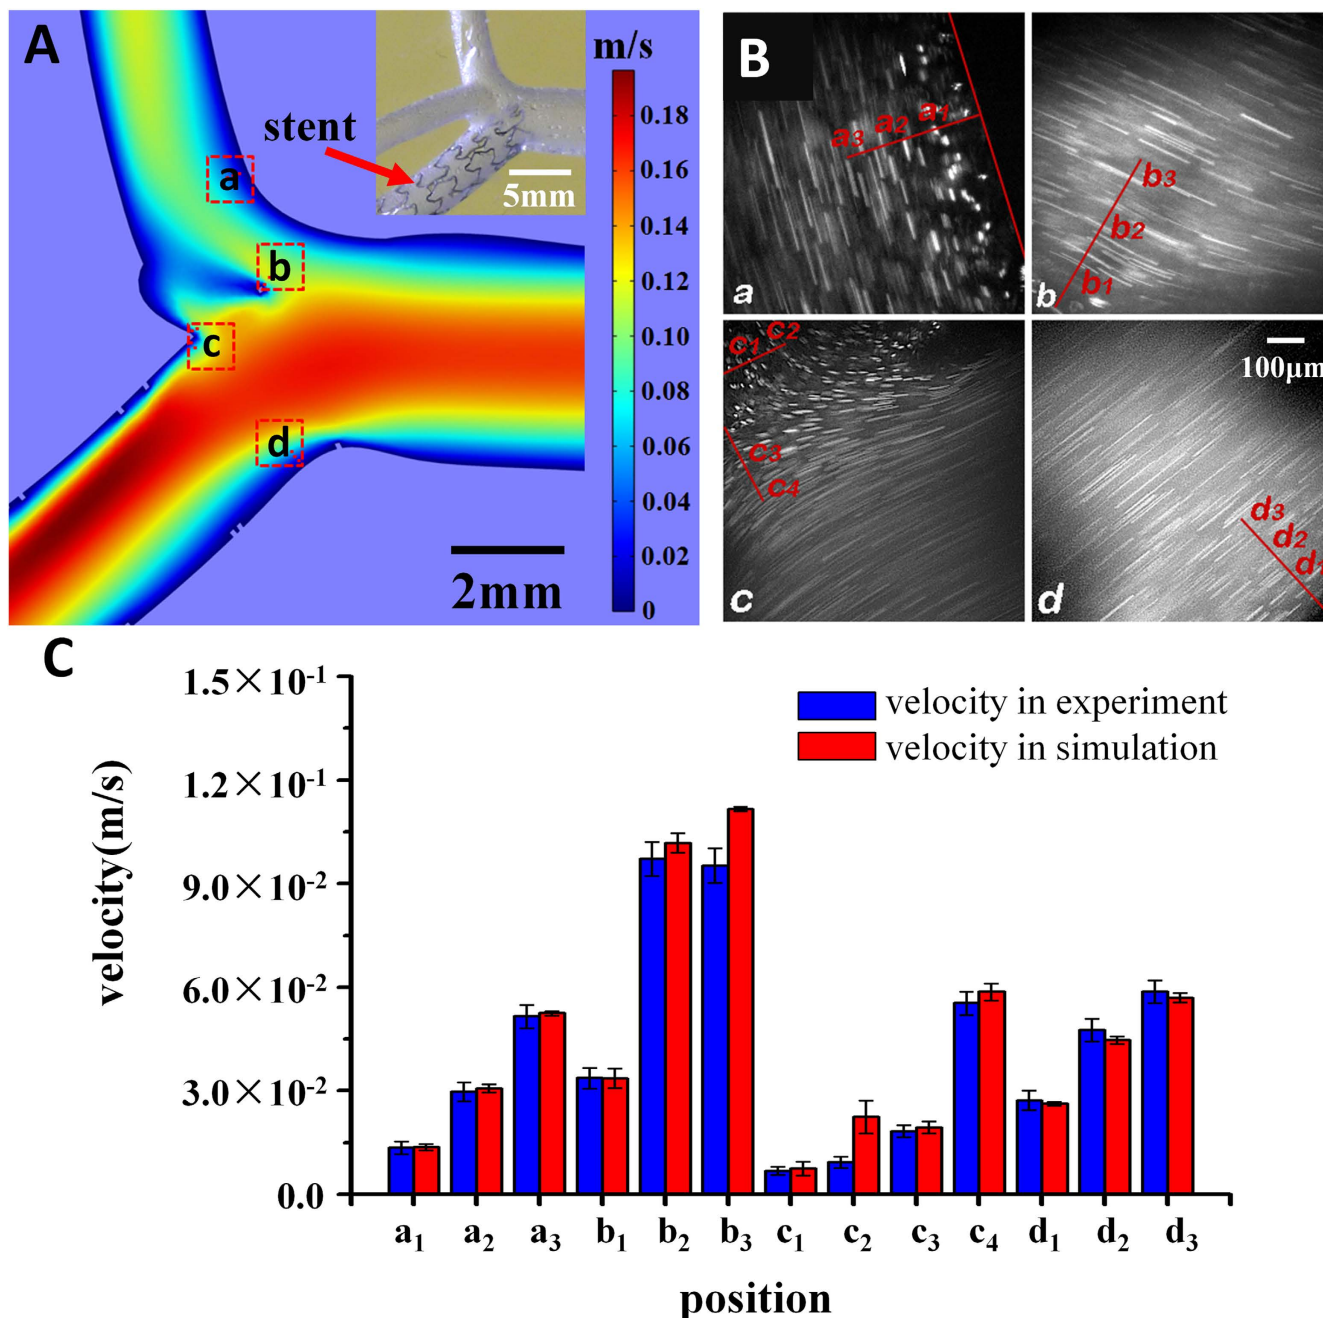 A
m/s
stent
5mm
0.18
0.16
0.14
0.12
0.10
0.08
0.06
0.04
0.02
0
a
b
c
d
2mm
B
a3 a2 a1
a
b3
b2
b1
b
c1 c2
c3
c4
c
100μm
d3
d2
d1
d
C
velocity(m/s)
1.5×10⁻¹
1.2×10⁻¹
9.0×10⁻²
6.0×10⁻²
3.0×10⁻²
0.0
velocity in experiment
velocity in simulation
a₁ a₂ a₃ b₁ b₂ b₃ c₁ c₂ c₃ c₄ d₁ d₂ d₃
position